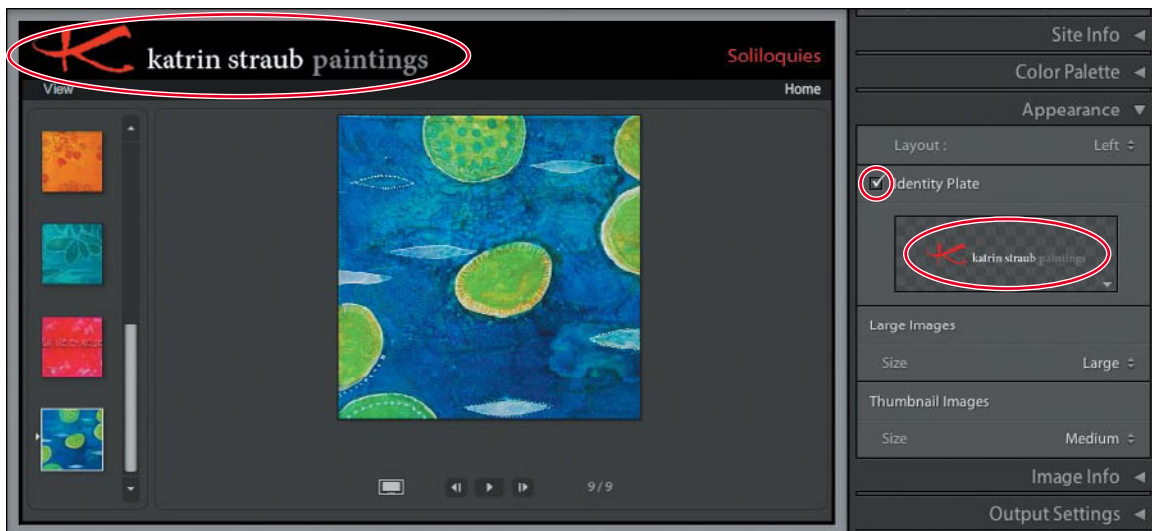 katrin straub paintings
Soliloquies
View
Home
9/9
Site Info
Color Palette
Appearance
Layout :
Left
Identity Plate
katrin straub paintings
Large Images
Size
Large
Thumbnail Images
Size
Medium
Image Info
Output Settings